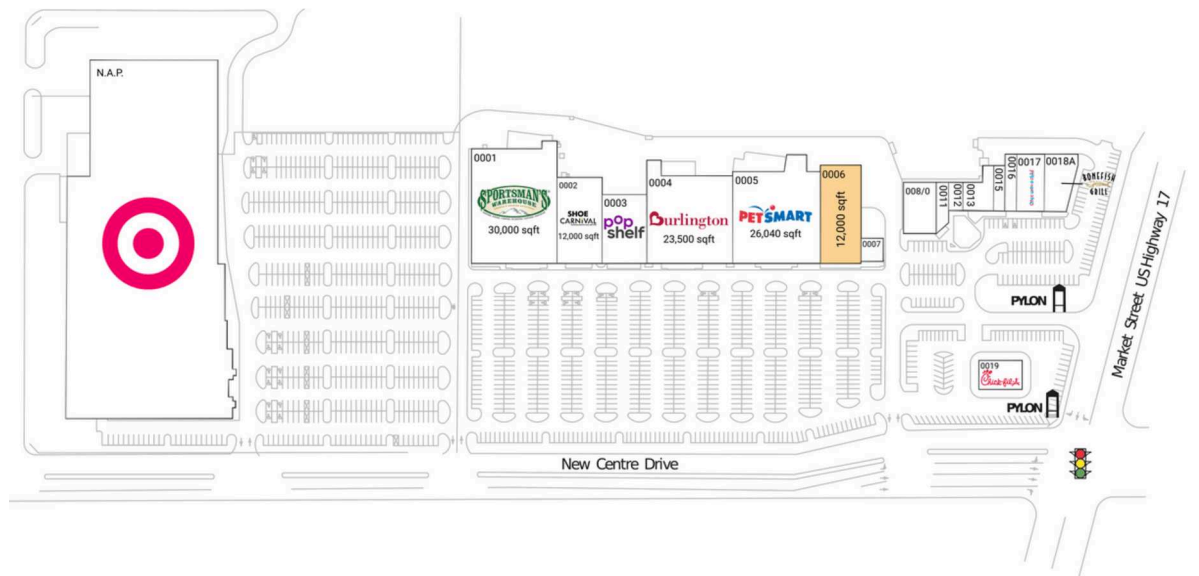 N.A.P.
0001
SPORTSMAN'S
WAREHOUSE
30,000 sqft
0002
SHOE
CARNIVAL
12,000 sqft
0003
pop
shelf
0004
Burlington
23,500 sqft
0005
PETSMART
26,040 sqft
0006
12,000 sqft
0007
008/0
0011
0012
0013
0015
0016
0017
0018A
BONEFISH
GRILL
PYLON
0019
Chick-fil-A
PYLON
Market Street US Highway 17
New Centre Drive